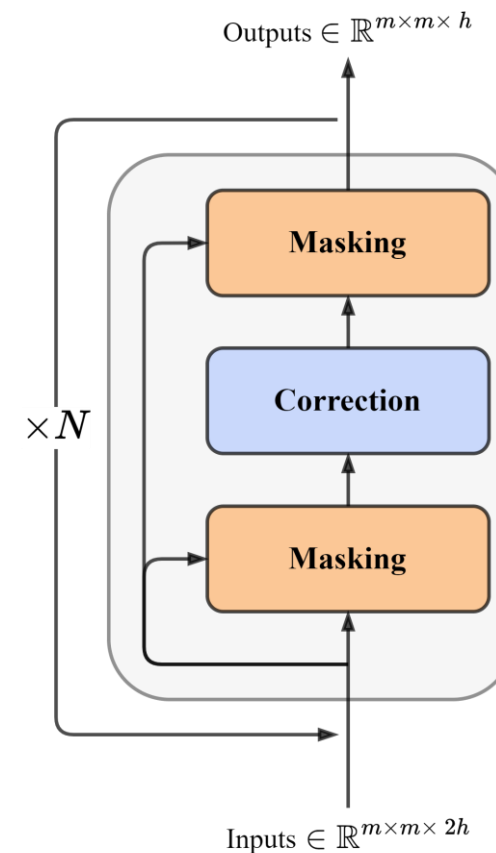 Outputs ∈ ℝ^{m×m× h}
Masking
Correction
×N
Masking
Inputs ∈ ℝ^{m×m× 2h}